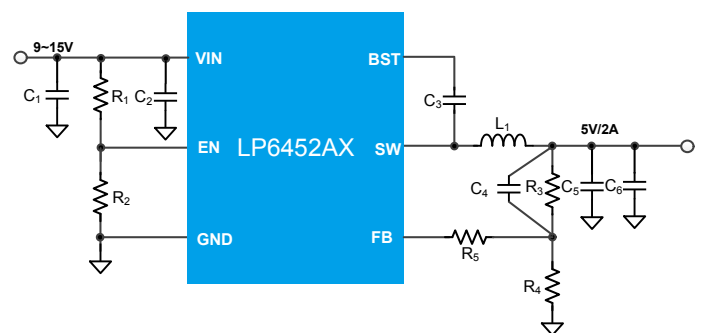 9~15V
VIN
BST
C1
R1
C2
C3
L1
5V/2A
EN
LP6452AX
SW
R2
C4
R3
C5
C6
GND
FB
R5
R4